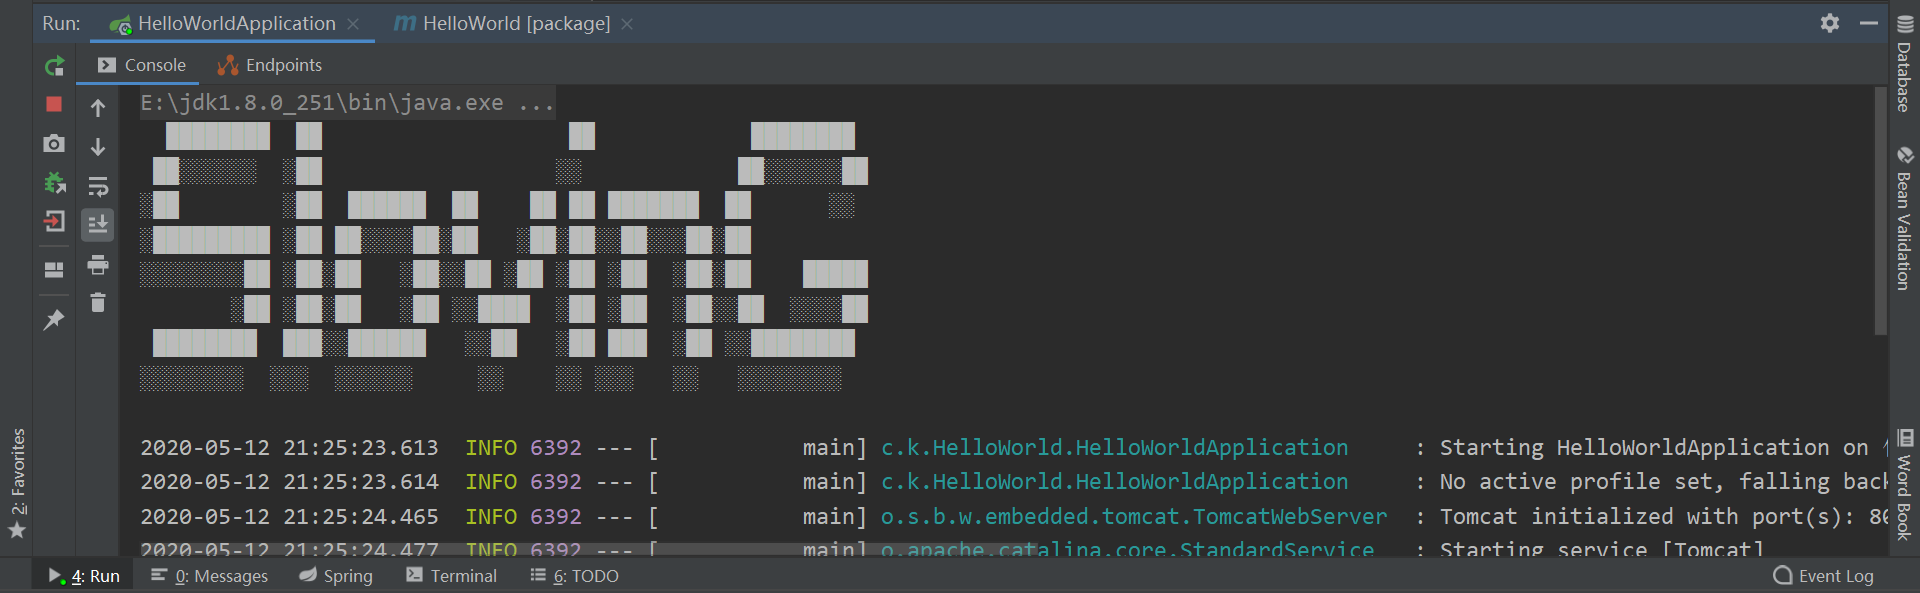 Run: HelloWorldApplication HelloWorld [package]
Console Endpoints
E:\jdk1.8.0_251\bin\java.exe ...
SlovinG
2020-05-12 21:25:23.613 INFO 6392 --- [ main] c.k.HelloWorld.HelloWorldApplication : Starting HelloWorldApplication on
2020-05-12 21:25:23.614 INFO 6392 --- [ main] c.k.HelloWorld.HelloWorldApplication : No active profile set, falling back
2020-05-12 21:25:24.465 INFO 6392 --- [ main] o.s.b.w.embedded.tomcat.TomcatWebServer : Tomcat initialized with port(s): 80
2020-05-12 21:25:24.477 INFO 6392 --- [ main] o.apache.catalina.core.StandardService : Starting service [Tomcat]
2: Favorites
Database
Bean Validation
Word Book
4: Run 0: Messages Spring Terminal 6: TODO Event Log